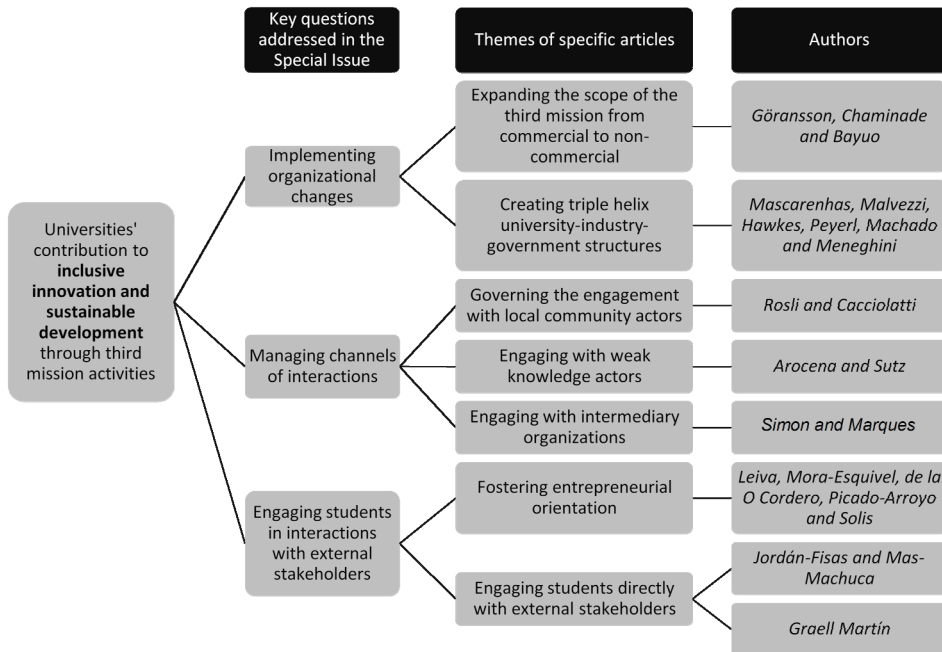 Key questions
addressed in the
Special Issue
Themes of specific articles
Authors
Universities'
contribution to
inclusive
innovation and
sustainable
development
through third
mission activities
Implementing
organizational
changes
Expanding the scope of the
third mission from
commercial to non-
commercial
Göransson, Chaminade
and Bayuo
Creating triple helix
university-industry-
government structures
Mascarenhas, Malvezzi,
Hawkes, Peyerl, Machado
and Meneghini
Managing channels
of interactions
Governing the engagement
with local community actors
Rosli and Cacciolatti
Engaging with weak
knowledge actors
Arocena and Sutz
Engaging with intermediary
organizations
Simon and Marques
Engaging students
in interactions
with external
stakeholders
Fostering entrepreneurial
orientation
Leiva, Mora-Esquivel, de la
O Cordero, Picado-Arroyo
and Solis
Engaging students directly
with external stakeholders
Jordán-Fisas and Mas-
Machuca
Graell Martín